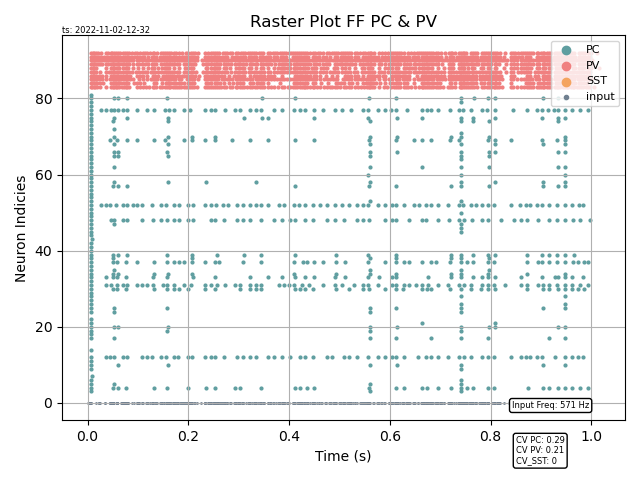 Raster Plot FF PC & PV
ts: 2022-11-02-12-32
PC
PV
SST
input
80
60
40
20
0
Neuron Indicies
Input Freq: 571 Hz
0.0 0.2 0.4 0.6 0.8 1.0
Time (s)
CV PC: 0.29
CV PV: 0.21
CV_SST: 0